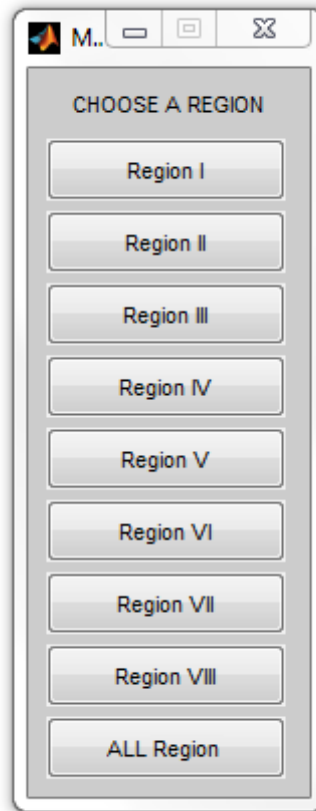 M..
CHOOSE A REGION
Region I
Region II
Region III
Region IV
Region V
Region VI
Region VII
Region VIII
ALL Region